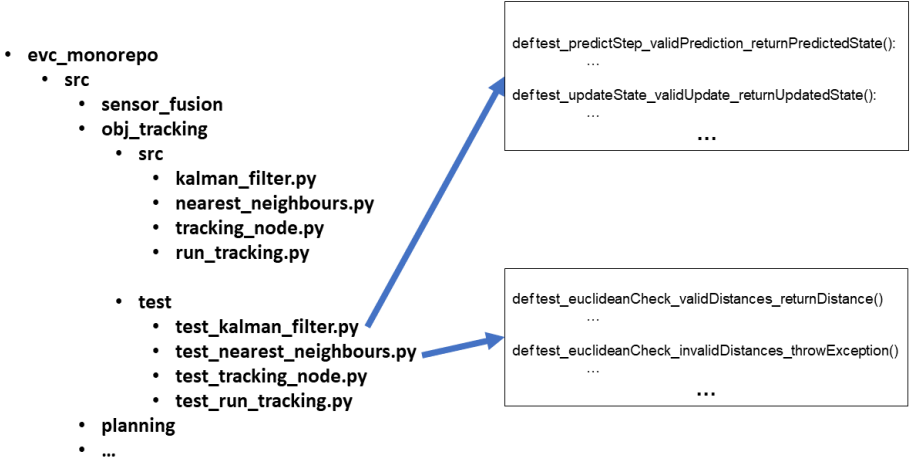 evc_monorepo
src
sensor_fusion
obj_tracking
src
kalman_filter.py
nearest_neighbours.py
tracking_node.py
run_tracking.py
test
test_kalman_filter.py
test_nearest_neighbours.py
test_tracking_node.py
test_run_tracking.py
planning
...
def test_predictStep_validPrediction_returnPredictedState():
...
def test_updateState_validUpdate_returnUpdatedState():
...
...
def test_euclideanCheck_validDistances_returnDistance()
...
def test_euclideanCheck_invalidDistances_throwException()
...
...